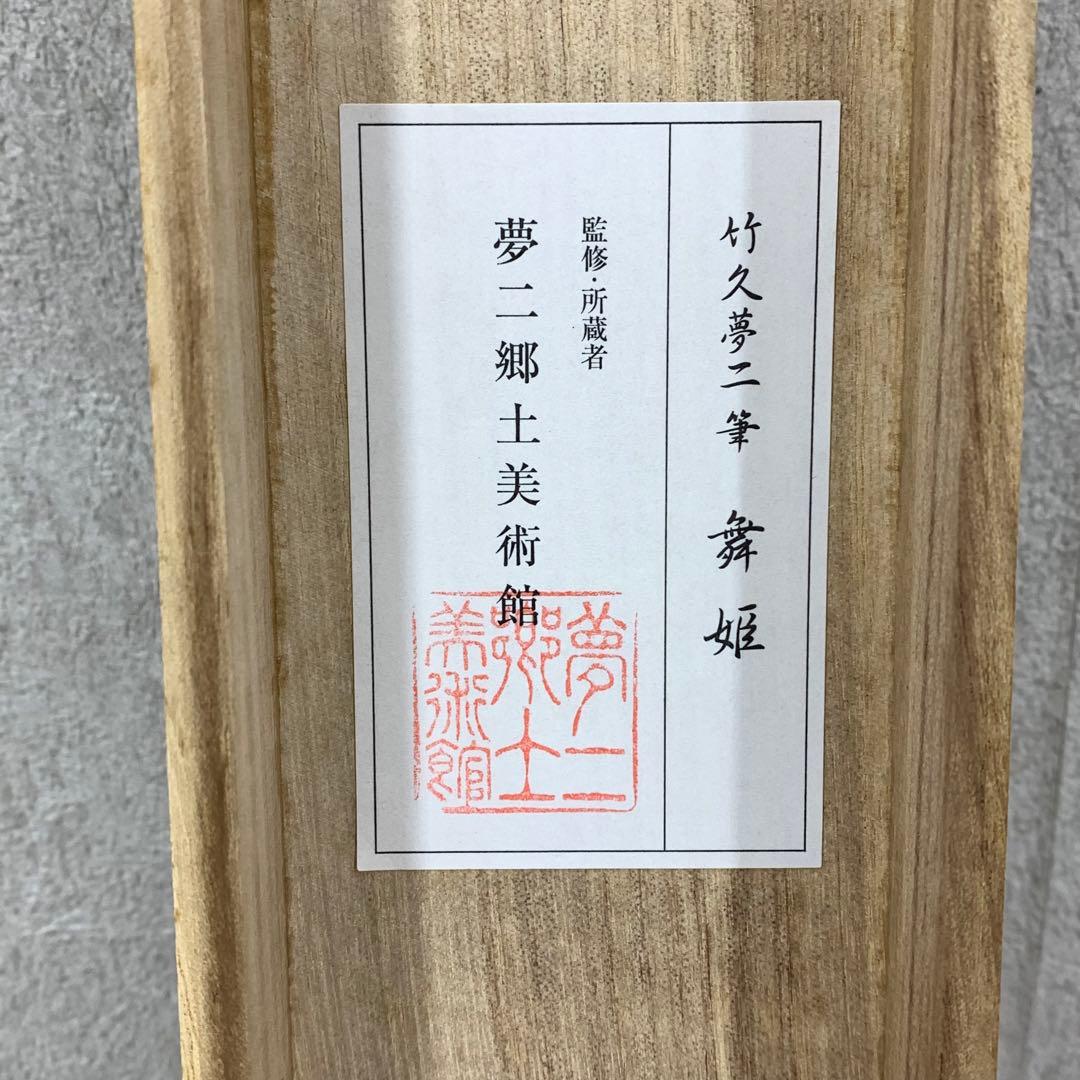 竹久夢二筆 舞姫
監修・所蔵者
夢二郷土美術館
夢二
郷土
美術館